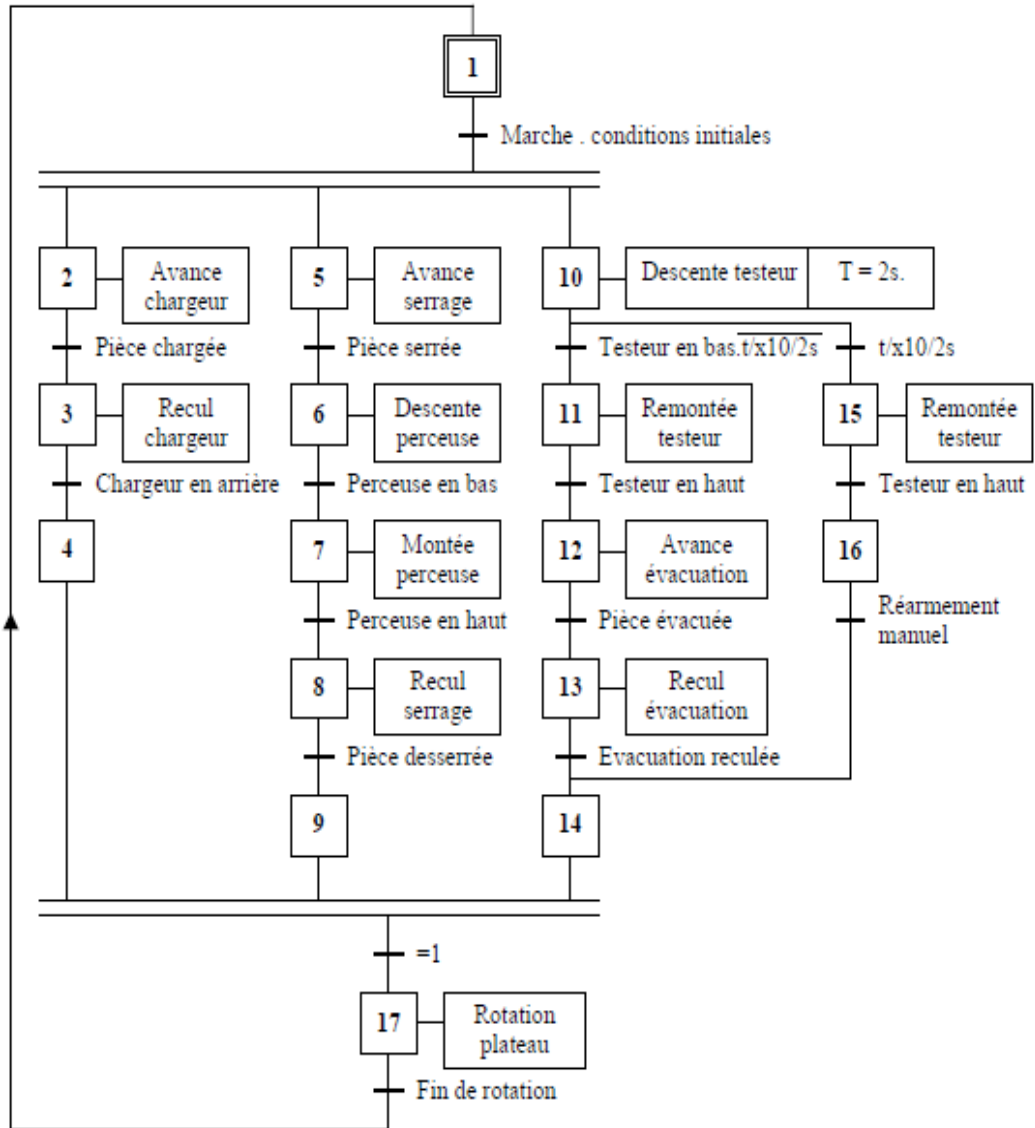 1
Marche . conditions initiales
2
Avance
chargeur
5
Avance
serrage
10
Descente testeur
T = 2s.
Pièce chargée
Pièce serrée
Testeur en bas.t/x10/2s
t/x10/2s
3
Recul
chargeur
6
Descente
perceuse
11
Remontée
testeur
15
Remontée
testeur
Chargeur en arrière
Perceuse en bas
Testeur en haut
Testeur en haut
4
7
Montée
perceuse
12
Avance
évacuation
16
Perceuse en haut
Pièce évacuée
Réarmement
manuel
8
Recul
serrage
13
Recul
évacuation
Pièce desserrée
Evacuation reculée
9
14
=1
17
Rotation
plateau
Fin de rotation